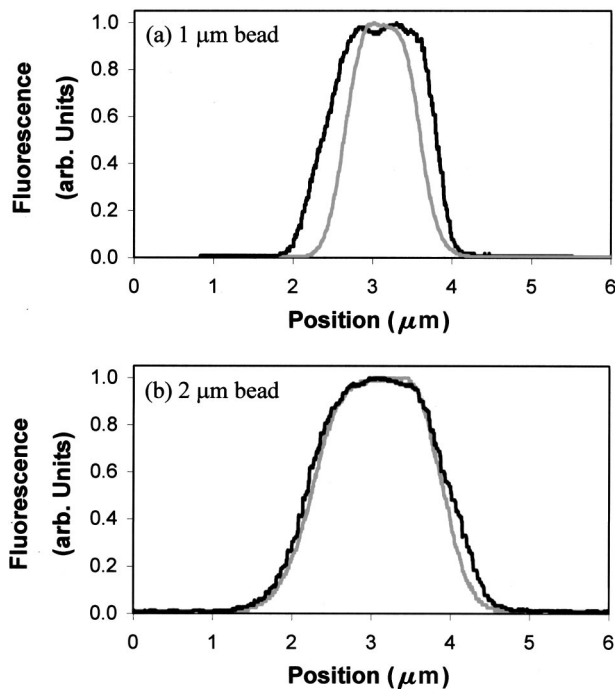 (a) 1 μm bead
Fluorescence
(arb. Units)
1.0
0.8
0.6
0.4
0.2
0.0
0 1 2 3 4 5 6
Position (μm)
(b) 2 μm bead
Fluorescence
(arb. Units)
1.0
0.8
0.6
0.4
0.2
0.0
0 1 2 3 4 5 6
Position (μm)